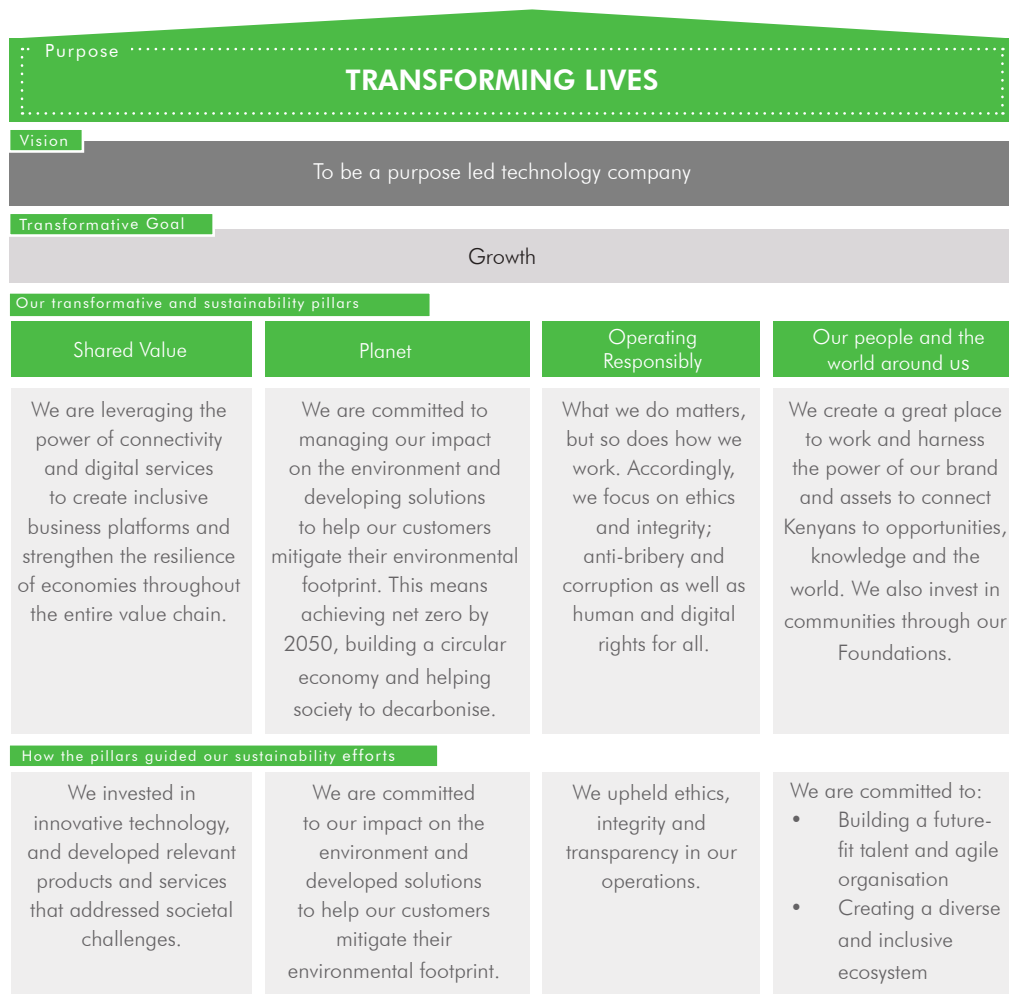 Purpose
TRANSFORMING LIVES
Vision
To be a purpose led technology company
Transformative Goal
Growth
Our transformative and sustainability pillars
Shared Value
We are leveraging the
power of connectivity
and digital services
to create inclusive
business platforms and
strengthen the resilience
of economies throughout
the entire value chain.
Planet
We are committed to
managing our impact
on the environment and
developing solutions
to help our customers
mitigate their environmental
footprint. This means
achieving net zero by
2050, building a circular
economy and helping
society to decarbonise.
Operating
Responsibly
What we do matters,
but so does how we
work. Accordingly,
we focus on ethics
and integrity;
anti-bribery and
corruption as well as
human and digital
rights for all.
Our people and the
world around us
We create a great place
to work and harness
the power of our brand
and assets to connect
Kenyans to opportunities,
knowledge and the
world. We also invest in
communities through our
Foundations.
How the pillars guided our sustainability efforts
We invested in
innovative technology,
and developed relevant
products and services
that addressed societal
challenges.
We are committed
to our impact on the
environment and
developed solutions
to help our customers
mitigate their
environmental footprint.
We upheld ethics,
integrity and
transparency in our
operations.
We are committed to:
• Building a future-
fit talent and agile
organisation
• Creating a diverse
and inclusive
ecosystem